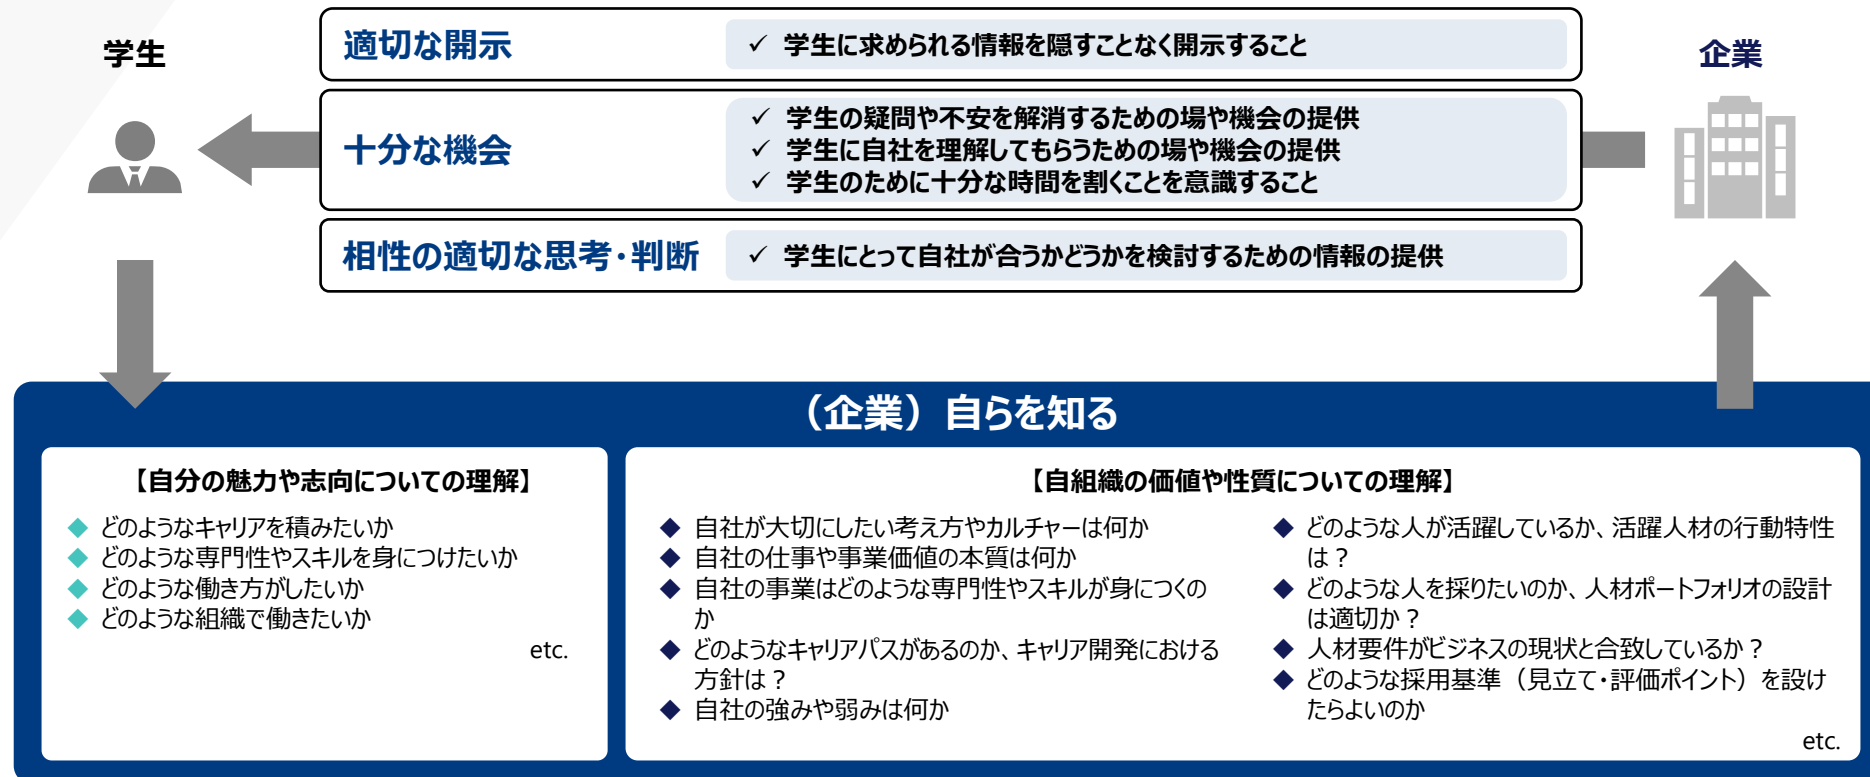 学生
企業
適切な開示
✓ 学生に求められる情報を隠すことなく開示すること
十分な機会
✓ 学生の疑問や不安を解消するための場や機会の提供
✓ 学生に自社を理解してもらうための場や機会の提供
✓ 学生のために十分な時間を割くことを意識すること
相性の適切な思考・判断
✓ 学生にとって自社が合うかどうかを検討するための情報の提供
（企業）自らを知る
【自分の魅力や志向についての理解】
◆ どのようなキャリアを積みたいか
◆ どのような専門性やスキルを身につけたいか
◆ どのような働き方がしたいか
◆ どのような組織で働きたいか
etc.
【自組織の価値や性質についての理解】
◆ 自社が大切にしたい考え方やカルチャーは何か
◆ 自社の仕事や事業価値の本質は何か
◆ 自社の事業はどのような専門性やスキルが身につくの
か
◆ どのようなキャリアパスがあるのか、キャリア開発における
方針は？
◆ 自社の強みや弱みは何か
◆ どのような人が活躍しているか、活躍人材の行動特性
は？
◆ どのような人を採りたいのか、人材ポートフォリオの設計
は適切か？
◆ 人材要件がビジネスの現状と合致しているか？
◆ どのような採用基準（見立て・評価ポイント）を設け
たらよいのか
etc.